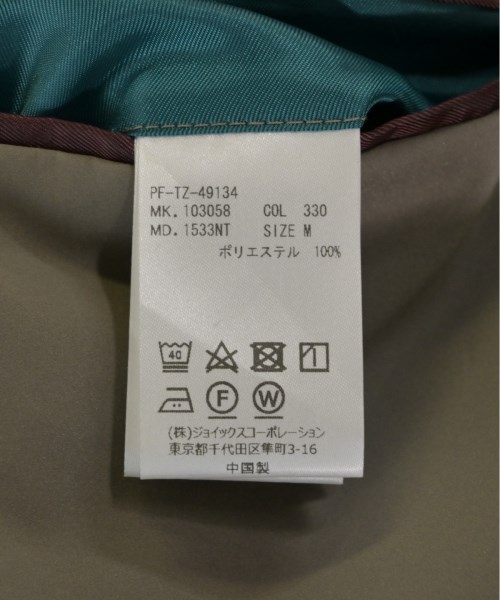 PF-TZ-49134
MK. 103058 COL 330
MD. 1533NT SIZE M
ポリエステル 100%
40
F W
(株)ジョイックスコーポレーション
東京都千代田区隼町3-16
中国製